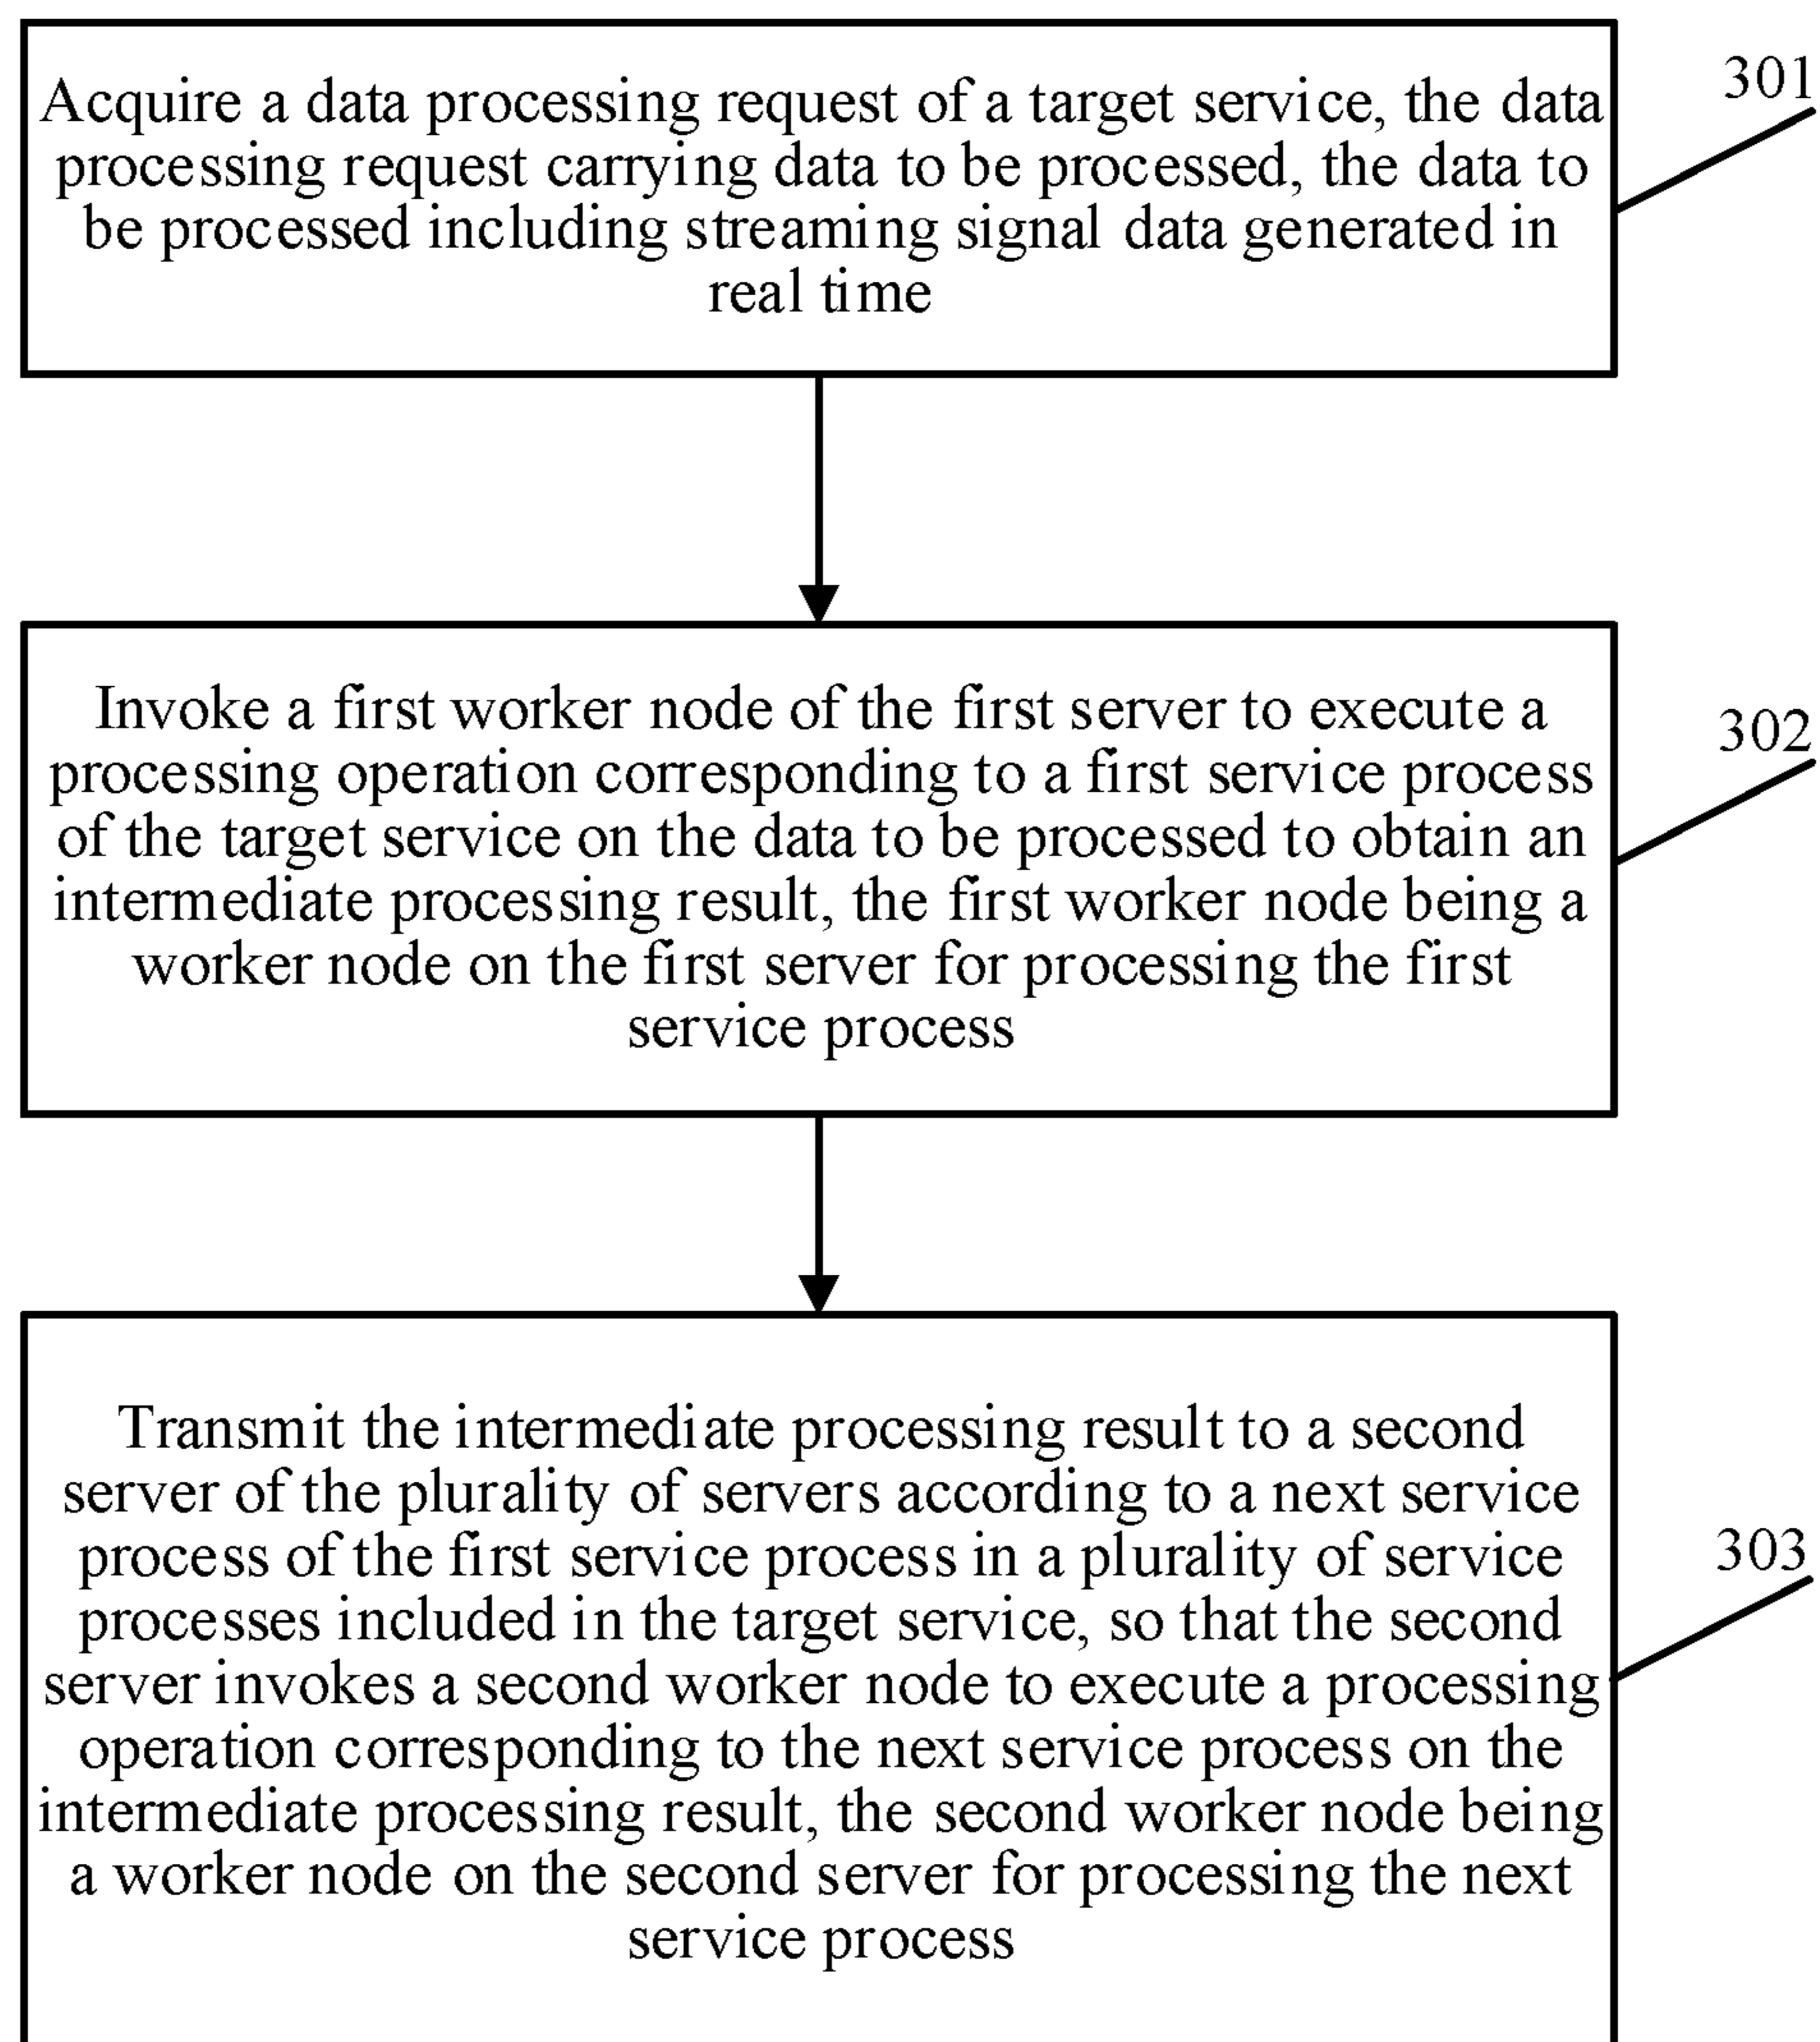 Acquire a data processing request of a target service, the data
processing request carrying data to be processed, the data to
be processed including streaming signal data generated in
real time
301
Invoke a first worker node of the first server to execute a
processing operation corresponding to a first service process
of the target service on the data to be processed to obtain an
intermediate processing result, the first worker node being a
worker node on the first server for processing the first
service process
302
Transmit the intermediate processing result to a second
server of the plurality of servers according to a next service
process of the first service process in a plurality of service
processes included in the target service, so that the second
server invokes a second worker node to execute a processing
operation corresponding to the next service process on the
intermediate processing result, the second worker node being
a worker node on the second server for processing the next
service process
303